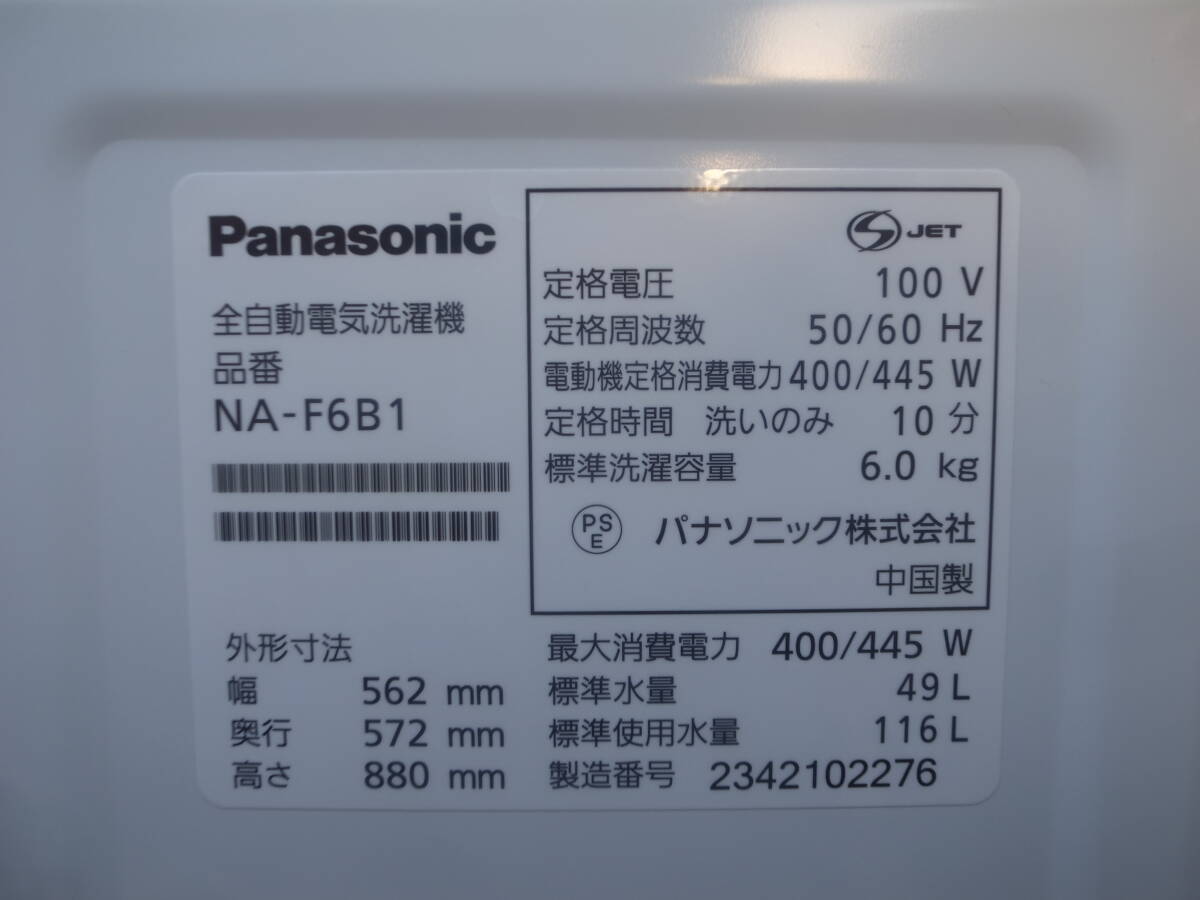 Panasonic
全自動電気洗濯機
品番
NA-F6B1
S JET
定格電圧 100 V
定格周波数 50/60 Hz
電動機定格消費電力 400/445 W
定格時間 洗いのみ 10 分
標準洗濯容量 6.0 kg
PS E パナソニック株式会社
中国製
外形寸法
幅 562 mm
奥行 572 mm
高さ 880 mm
最大消費電力 400/445 W
標準水量 49 L
標準使用水量 116 L
製造番号 2342102276